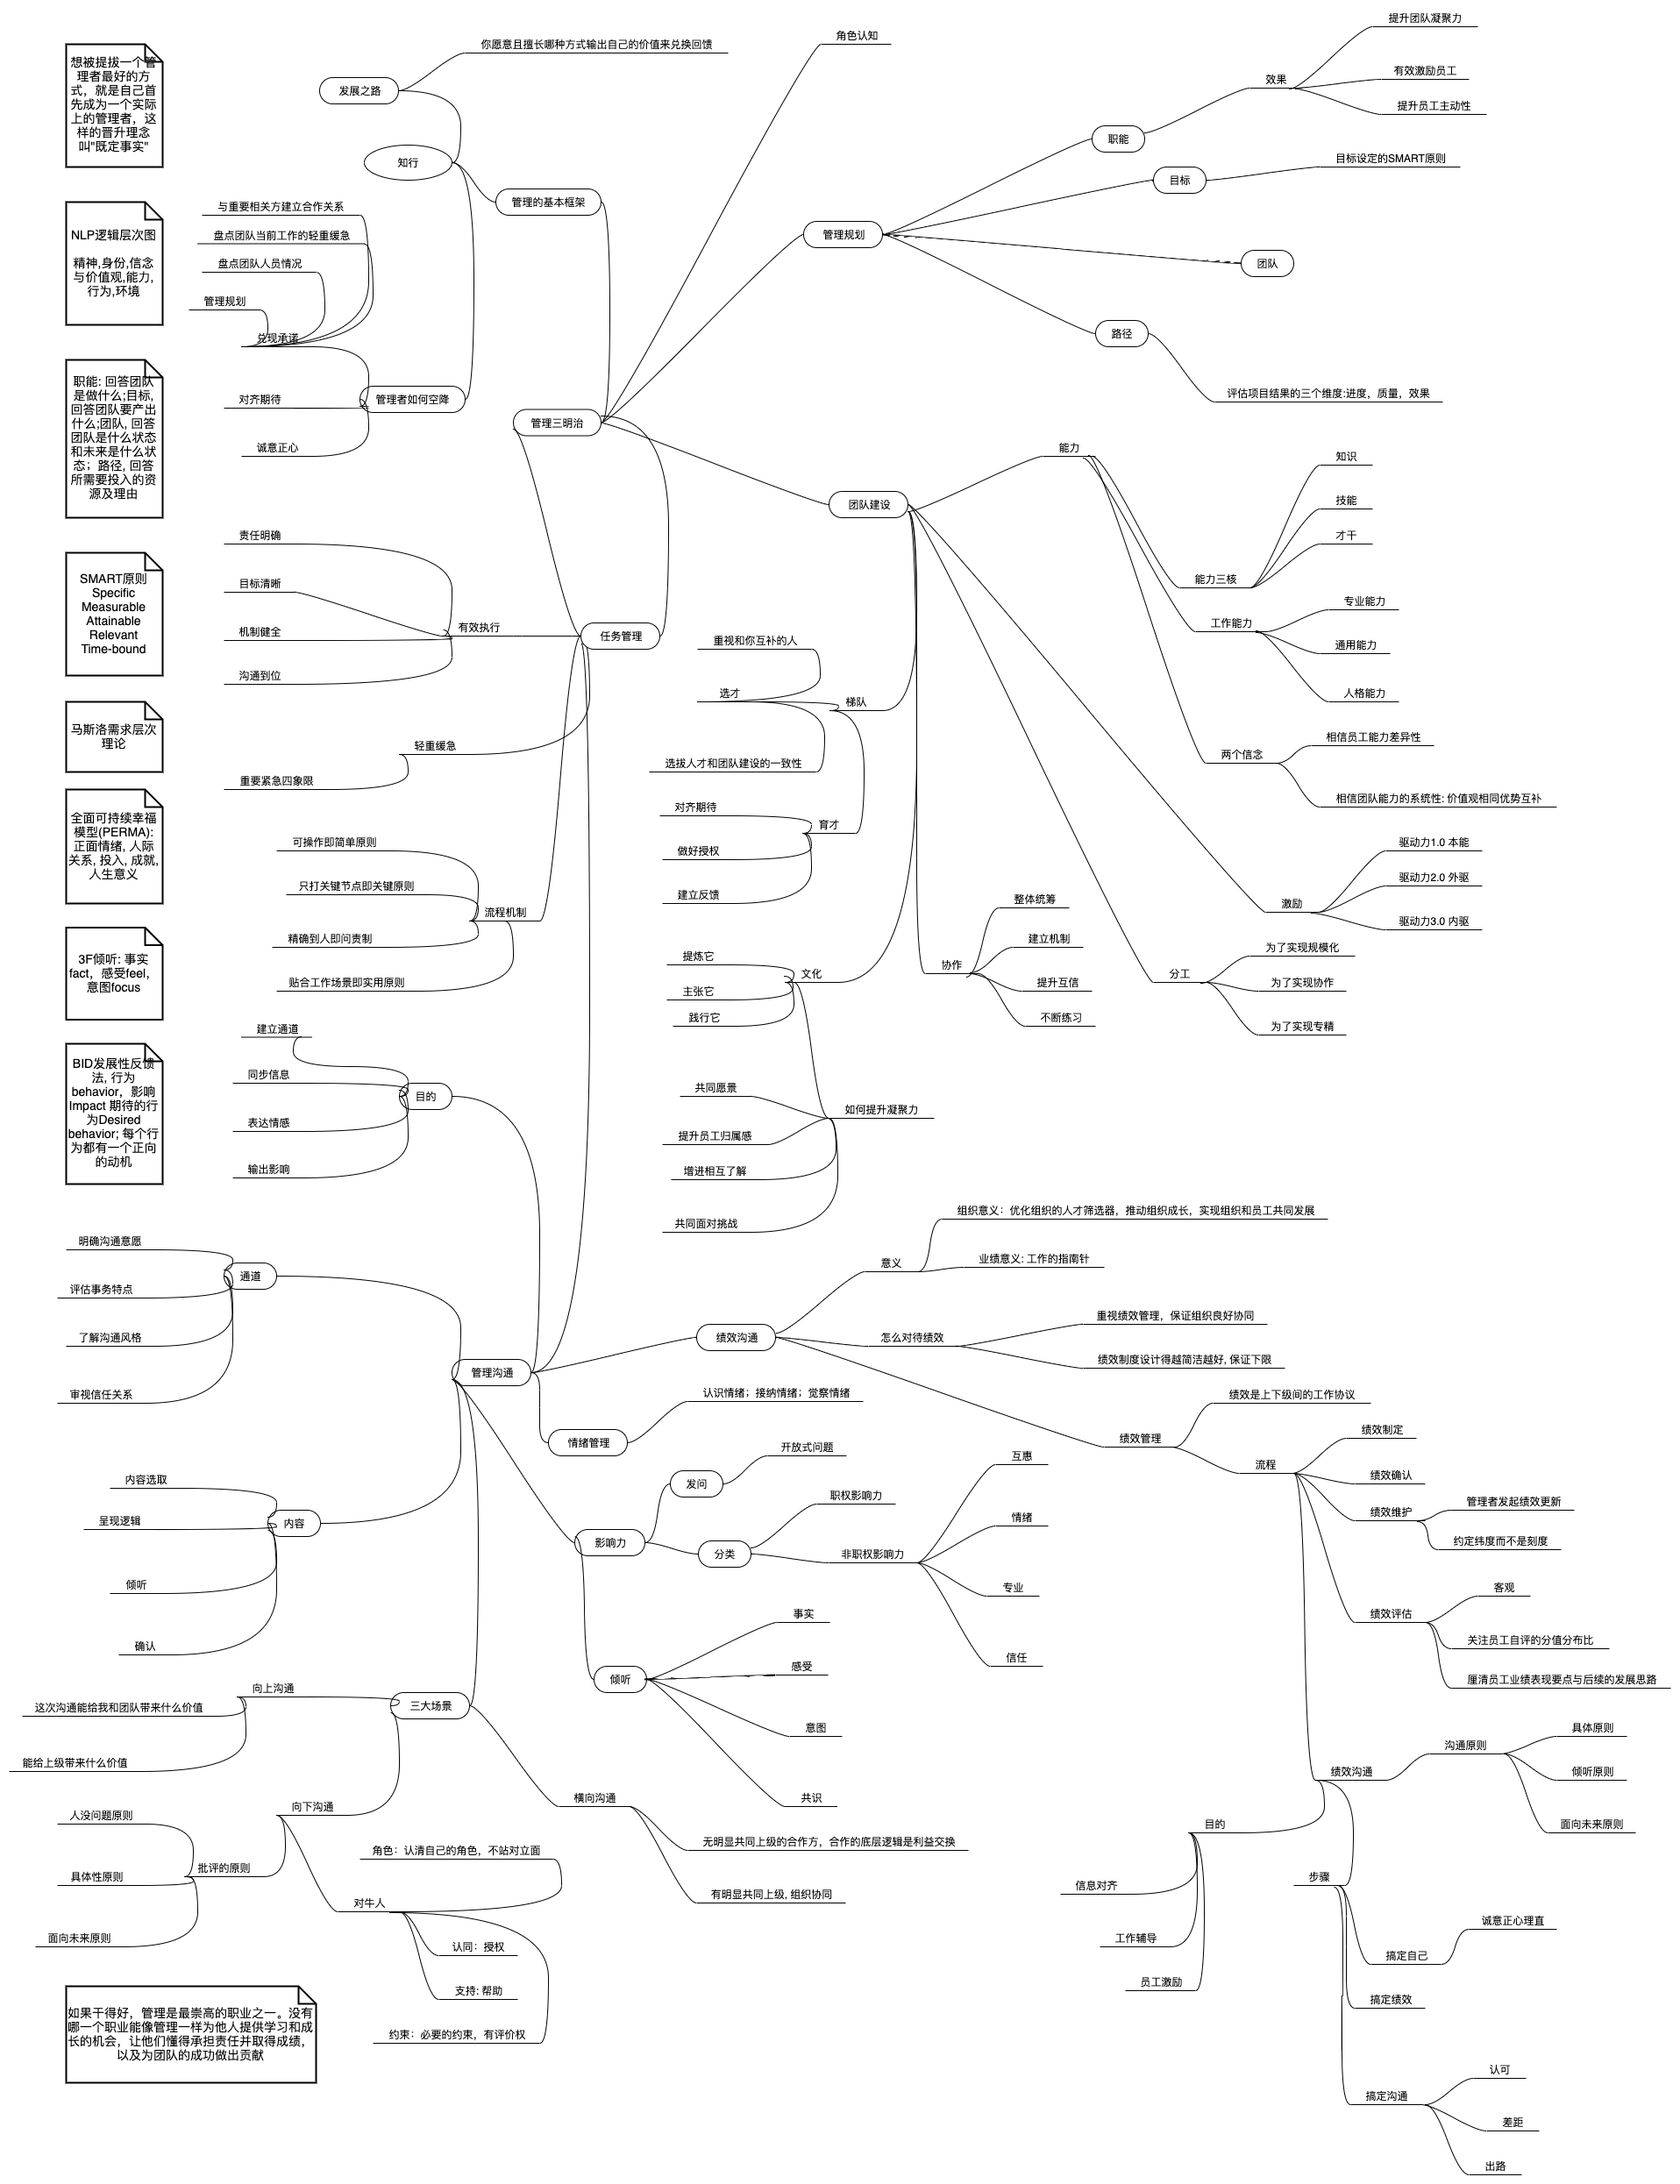 想被提拔一个管
理者最好的方
式，就是自己首
先成为一个实际
上的管理者，这
样的晋升理念
叫"既定事实"
NLP逻辑层次图
精神,身份,信念
与价值观,能力,
行为,环境
职能: 回答团队
是做什么;目标,
回答团队要产出
什么;团队, 回答
团队是什么状态
和未来是什么状
态；路径, 回答
所需要投入的资
源及理由
SMART原则
Specific
Measurable
Attainable
Relevant
Time-bound
马斯洛需求层次
理论
全面可持续幸福
模型(PERMA):
正面情绪, 人际
关系, 投入, 成就,
人生意义
3F倾听: 事实
fact，感受feel,
意图focus
BID发展性反馈
法, 行为
behavior，影响
Impact 期待的行
为Desired
behavior; 每个行
为都有一个正向
的动机
你愿意且擅长哪种方式输出自己的价值来兑换回馈
发展之路
知行
管理的基本框架
与重要相关方建立合作关系
盘点团队当前工作的轻重缓急
盘点团队人员情况
管理规划
兑现承诺
对齐期待
诚意正心
管理者如何空降
管理三明治
角色认知
管理规划
职能
效果
提升团队凝聚力
有效激励员工
提升员工主动性
目标
目标设定的SMART原则
团队
路径
评估项目结果的三个维度:进度，质量，效果
团队建设
能力
能力三核
知识
技能
才干
工作能力
专业能力
通用能力
人格能力
两个信念
相信员工能力差异性
相信团队能力的系统性: 价值观相同优势互补
激励
驱动力1.0 本能
驱动力2.0 外驱
驱动力3.0 内驱
分工
为了实现规模化
为了实现协作
为了实现专精
协作
整体统筹
建立机制
提升互信
不断练习
梯队
重视和你互补的人
选才
选拔人才和团队建设的一致性
育才
对齐期待
做好授权
建立反馈
文化
提炼它
主张它
践行它
如何提升凝聚力
共同愿景
提升员工归属感
增进相互了解
共同面对挑战
任务管理
有效执行
责任明确
目标清晰
机制健全
沟通到位
轻重缓急
重要紧急四象限
流程机制
可操作即简单原则
只打关键节点即关键原则
精确到人即问责制
贴合工作场景即实用原则
管理沟通
目的
建立通道
同步信息
表达情感
输出影响
通道
明确沟通意愿
评估事务特点
了解沟通风格
审视信任关系
内容
内容选取
呈现逻辑
倾听
确认
三大场景
向上沟通
这次沟通能给我和团队带来什么价值
能给上级带来什么价值
向下沟通
批评的原则
人没问题原则
具体性原则
面向未来原则
对牛人
角色：认清自己的角色，不站对立面
认同：授权
支持: 帮助
约束：必要的约束，有评价权
横向沟通
无明显共同上级的合作方，合作的底层逻辑是利益交换
有明显共同上级, 组织协同
情绪管理
认识情绪；接纳情绪；觉察情绪
影响力
发问
开放式问题
分类
职权影响力
非职权影响力
互惠
情绪
专业
信任
倾听
事实
感受
意图
共识
绩效沟通
意义
组织意义：优化组织的人才筛选器，推动组织成长，实现组织和员工共同发展
业绩意义: 工作的指南针
怎么对待绩效
重视绩效管理，保证组织良好协同
绩效制度设计得越简洁越好, 保证下限
绩效管理
绩效是上下级间的工作协议
流程
绩效制定
绩效确认
绩效维护
管理者发起绩效更新
约定纬度而不是刻度
绩效评估
客观
关注员工自评的分值分布比
厘清员工业绩表现要点与后续的发展思路
绩效沟通
沟通原则
具体原则
倾听原则
面向未来原则
目的
信息对齐
工作辅导
员工激励
步骤
搞定自己
诚意正心理直
搞定绩效
搞定沟通
认可
差距
出路
如果干得好，管理是最崇高的职业之一。没有
哪一个职业能像管理一样为他人提供学习和成
长的机会，让他们懂得承担责任并取得成绩，
以及为团队的成功做出贡献